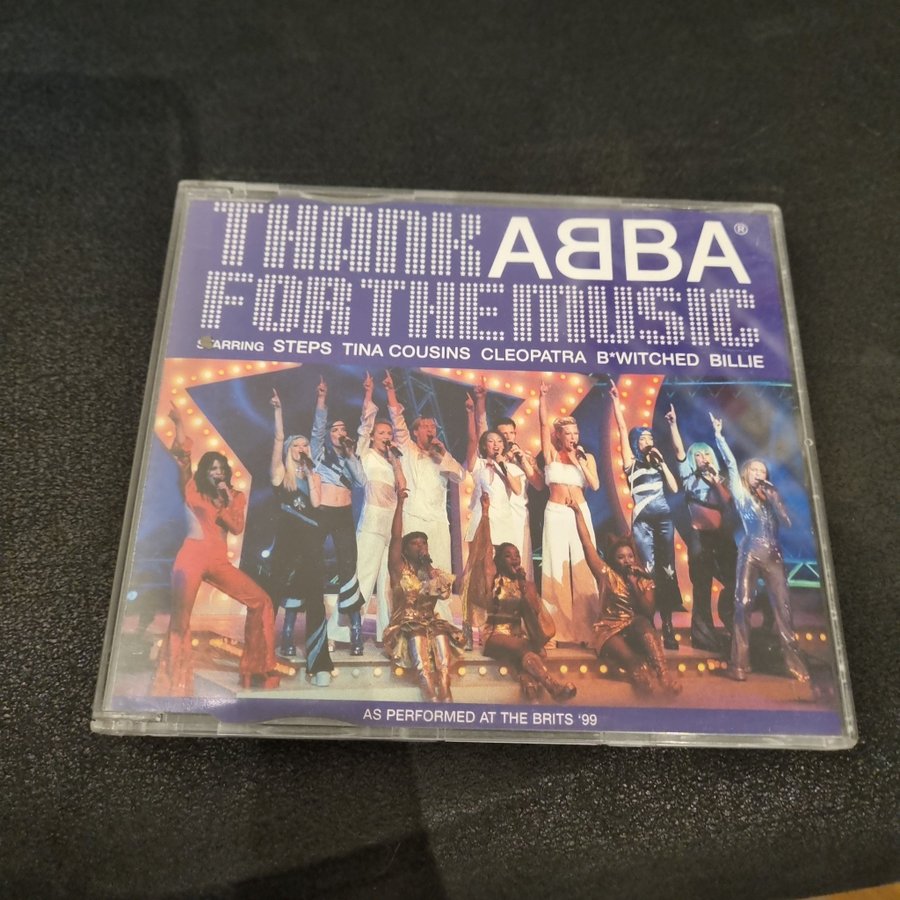 THANK ABBA®
FOR THE MUSIC
STARRING STEPS TINA COUSINS CLEOPATRA B*WITCHED BILLIE
AS PERFORMED AT THE BRITS '99